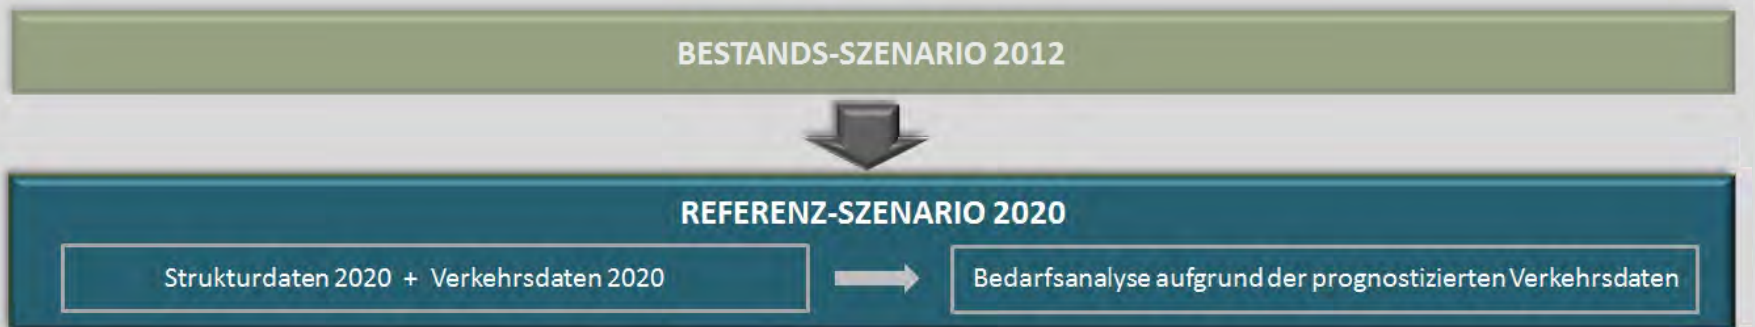 BESTANDS-SZENARIO 2012
REFERENZ-SZENARIO 2020
Strukturdaten 2020 + Verkehrsdaten 2020
Bedarfsanalyse aufgrund der prognostizierten Verkehrsdaten